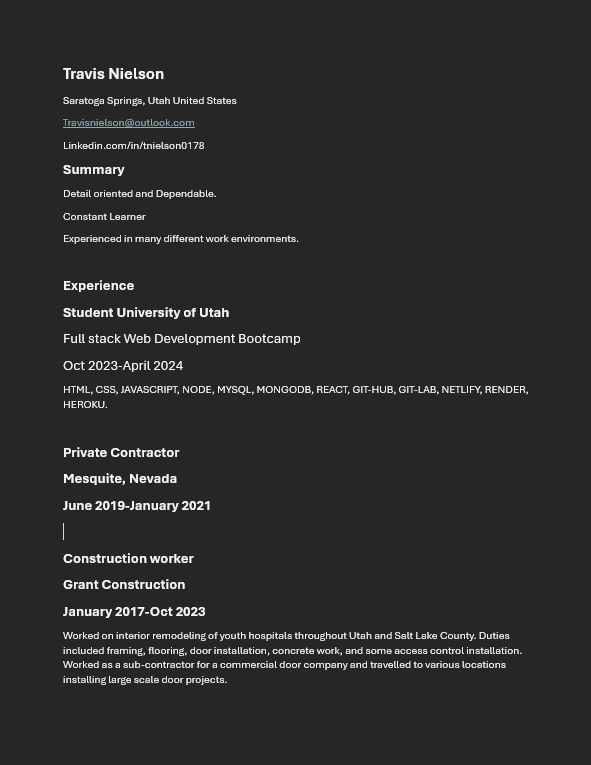 Travis Nielson
Saratoga Springs, Utah United States
Travisnielson@outlook.com
Linkedin.com/in/tnielson0178
Summary
Detail oriented and Dependable.
Constant Learner
Experienced in many different work environments.
Experience
Student University of Utah
Full stack Web Development Bootcamp
Oct 2023-April 2024
HTML, CSS, JAVASCRIPT, NODE, MYSQL, MONGODB, REACT, GIT-HUB, GIT-LAB, NETLIFY, RENDER,
HEROKU.
Private Contractor
Mesquite, Nevada
June 2019-January 2021
Construction worker
Grant Construction
January 2017-Oct 2023
Worked on interior remodeling of youth hospitals throughout Utah and Salt Lake County. Duties
included framing, flooring, door installation, concrete work, and some access control installation.
Worked as a sub-contractor for a commercial door company and travelled to various locations
installing large scale door projects.